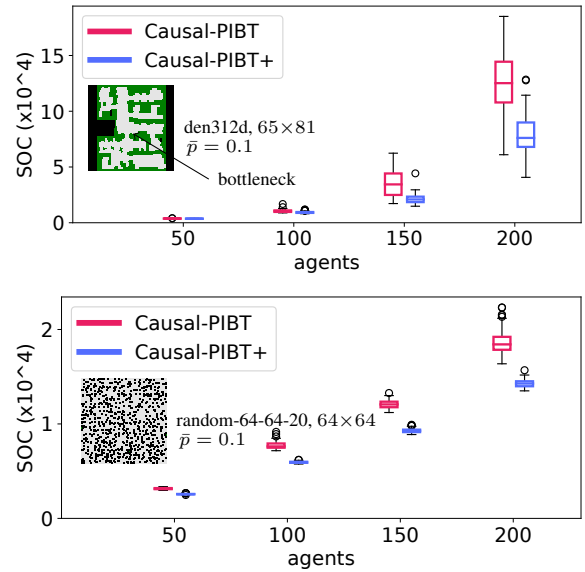 Causal-PIBT
Causal-PIBT+
SOC (x10^4)
15
10
5
0
den312d, 65×81
p̄ = 0.1
bottleneck
50
100
150
200
agents
Causal-PIBT
Causal-PIBT+
SOC (x10^4)
2
1
0
random-64-64-20, 64×64
p̄ = 0.1
50
100
150
200
agents